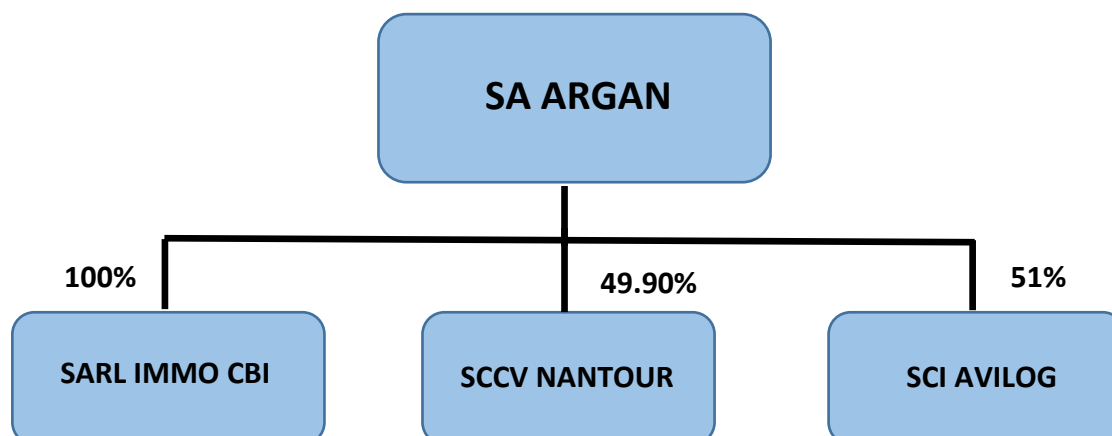 SA ARGAN
100%
49.90%
51%
SARL IMMO CBI
SCCV NANTOUR
SCI AVILOG